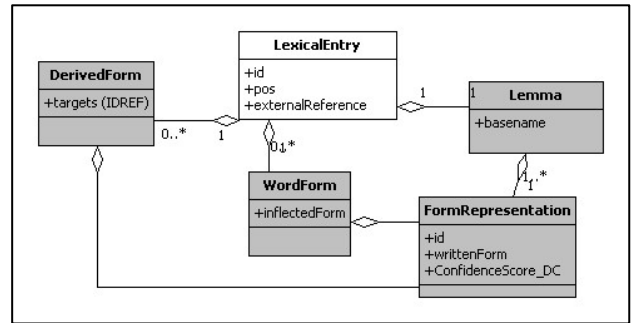 LexicalEntry
+id
+pos
+externalReference
DerivedForm
+targets (IDREF)
Lemma
+basename
1
1
0..*
1
WordForm
+inflectedForm
FormRepresentation
+id
+writtenForm
+ConfidenceScore_DC